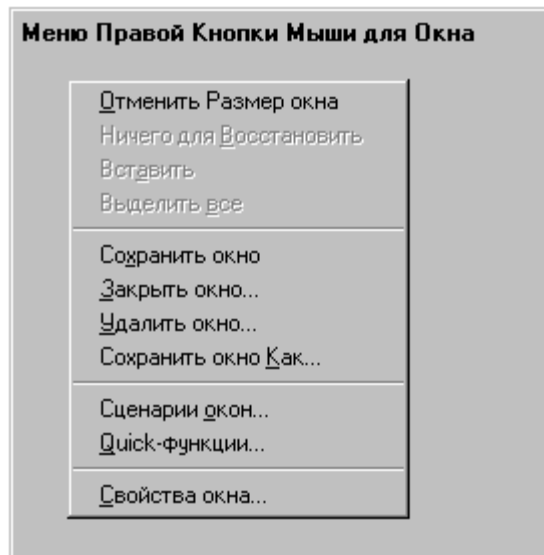 Меню Правой Кнопки Мыши для Окна
Отменить Размер окна
Ничего для Восстановить
Вставить
Выделить все
Сохранить окно
Закрыть окно...
Удалить окно...
Сохранить окно Как...
Сценарии окон...
Quick-функции...
Свойства окна...